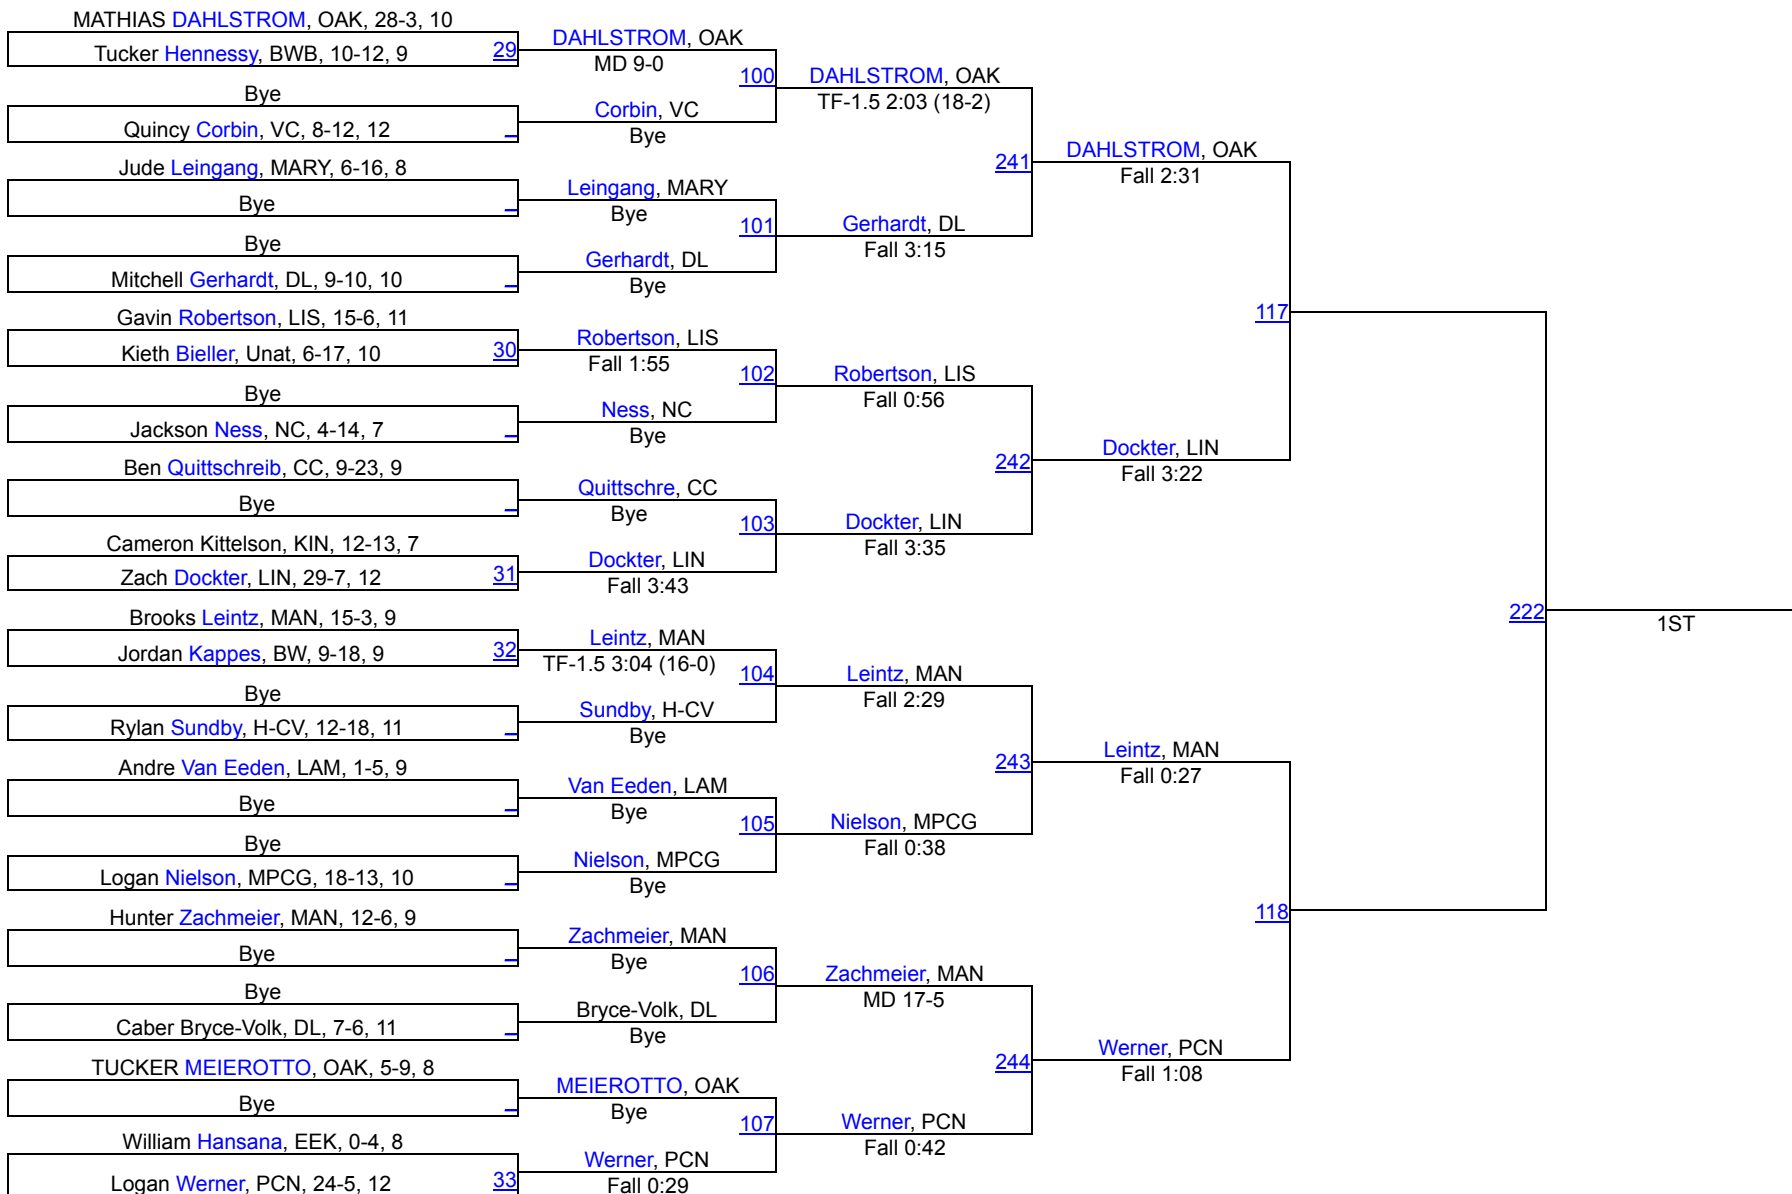 MATHIAS DAHLSTROM, OAK, 28-3, 10
Tucker Hennessy, BWB, 10-12, 9
29
Bye
Quincy Corbin, VC, 8-12, 12
Jude Leingang, MARY, 6-16, 8
Bye
Bye
Mitchell Gerhardt, DL, 9-10, 10
Gavin Robertson, LIS, 15-6, 11
Kieth Bieller, Unat, 6-17, 10
30
Bye
Jackson Ness, NC, 4-14, 7
Ben Quittschreib, CC, 9-23, 9
Bye
Cameron Kittelson, KIN, 12-13, 7
Zach Dockter, LIN, 29-7, 12
31
Brooks Leintz, MAN, 15-3, 9
Jordan Kappes, BW, 9-18, 9
32
Bye
Rylan Sundby, H-CV, 12-18, 11
Andre Van Eeden, LAM, 1-5, 9
Bye
Bye
Logan Nielson, MPCG, 18-13, 10
Hunter Zachmeier, MAN, 12-6, 9
Bye
Bye
Caber Bryce-Volk, DL, 7-6, 11
TUCKER MEIEROTTO, OAK, 5-9, 8
Bye
William Hansana, EEK, 0-4, 8
Logan Werner, PCN, 24-5, 12
33
DAHLSTROM, OAK
MD 9-0
100
Corbin, VC
Bye
Leingang, MARY
Bye
101
Gerhardt, DL
Bye
Robertson, LIS
Fall 1:55
102
Ness, NC
Bye
Quittschre, CC
Bye
103
Dockter, LIN
Fall 3:43
Leintz, MAN
TF-1.5 3:04 (16-0)
104
Sundby, H-CV
Bye
Van Eeden, LAM
Bye
105
Nielson, MPCG
Bye
Zachmeier, MAN
Bye
106
Bryce-Volk, DL
Bye
MEIEROTTO, OAK
Bye
107
Werner, PCN
Fall 0:29
DAHLSTROM, OAK
TF-1.5 2:03 (18-2)
241
Gerhardt, DL
Fall 3:15
Robertson, LIS
Fall 0:56
242
Dockter, LIN
Fall 3:35
Leintz, MAN
Fall 2:29
243
Nielson, MPCG
Fall 0:38
Zachmeier, MAN
MD 17-5
244
Werner, PCN
Fall 0:42
DAHLSTROM, OAK
Fall 2:31
117
Dockter, LIN
Fall 3:22
Leintz, MAN
Fall 0:27
118
Werner, PCN
Fall 1:08
222
1ST